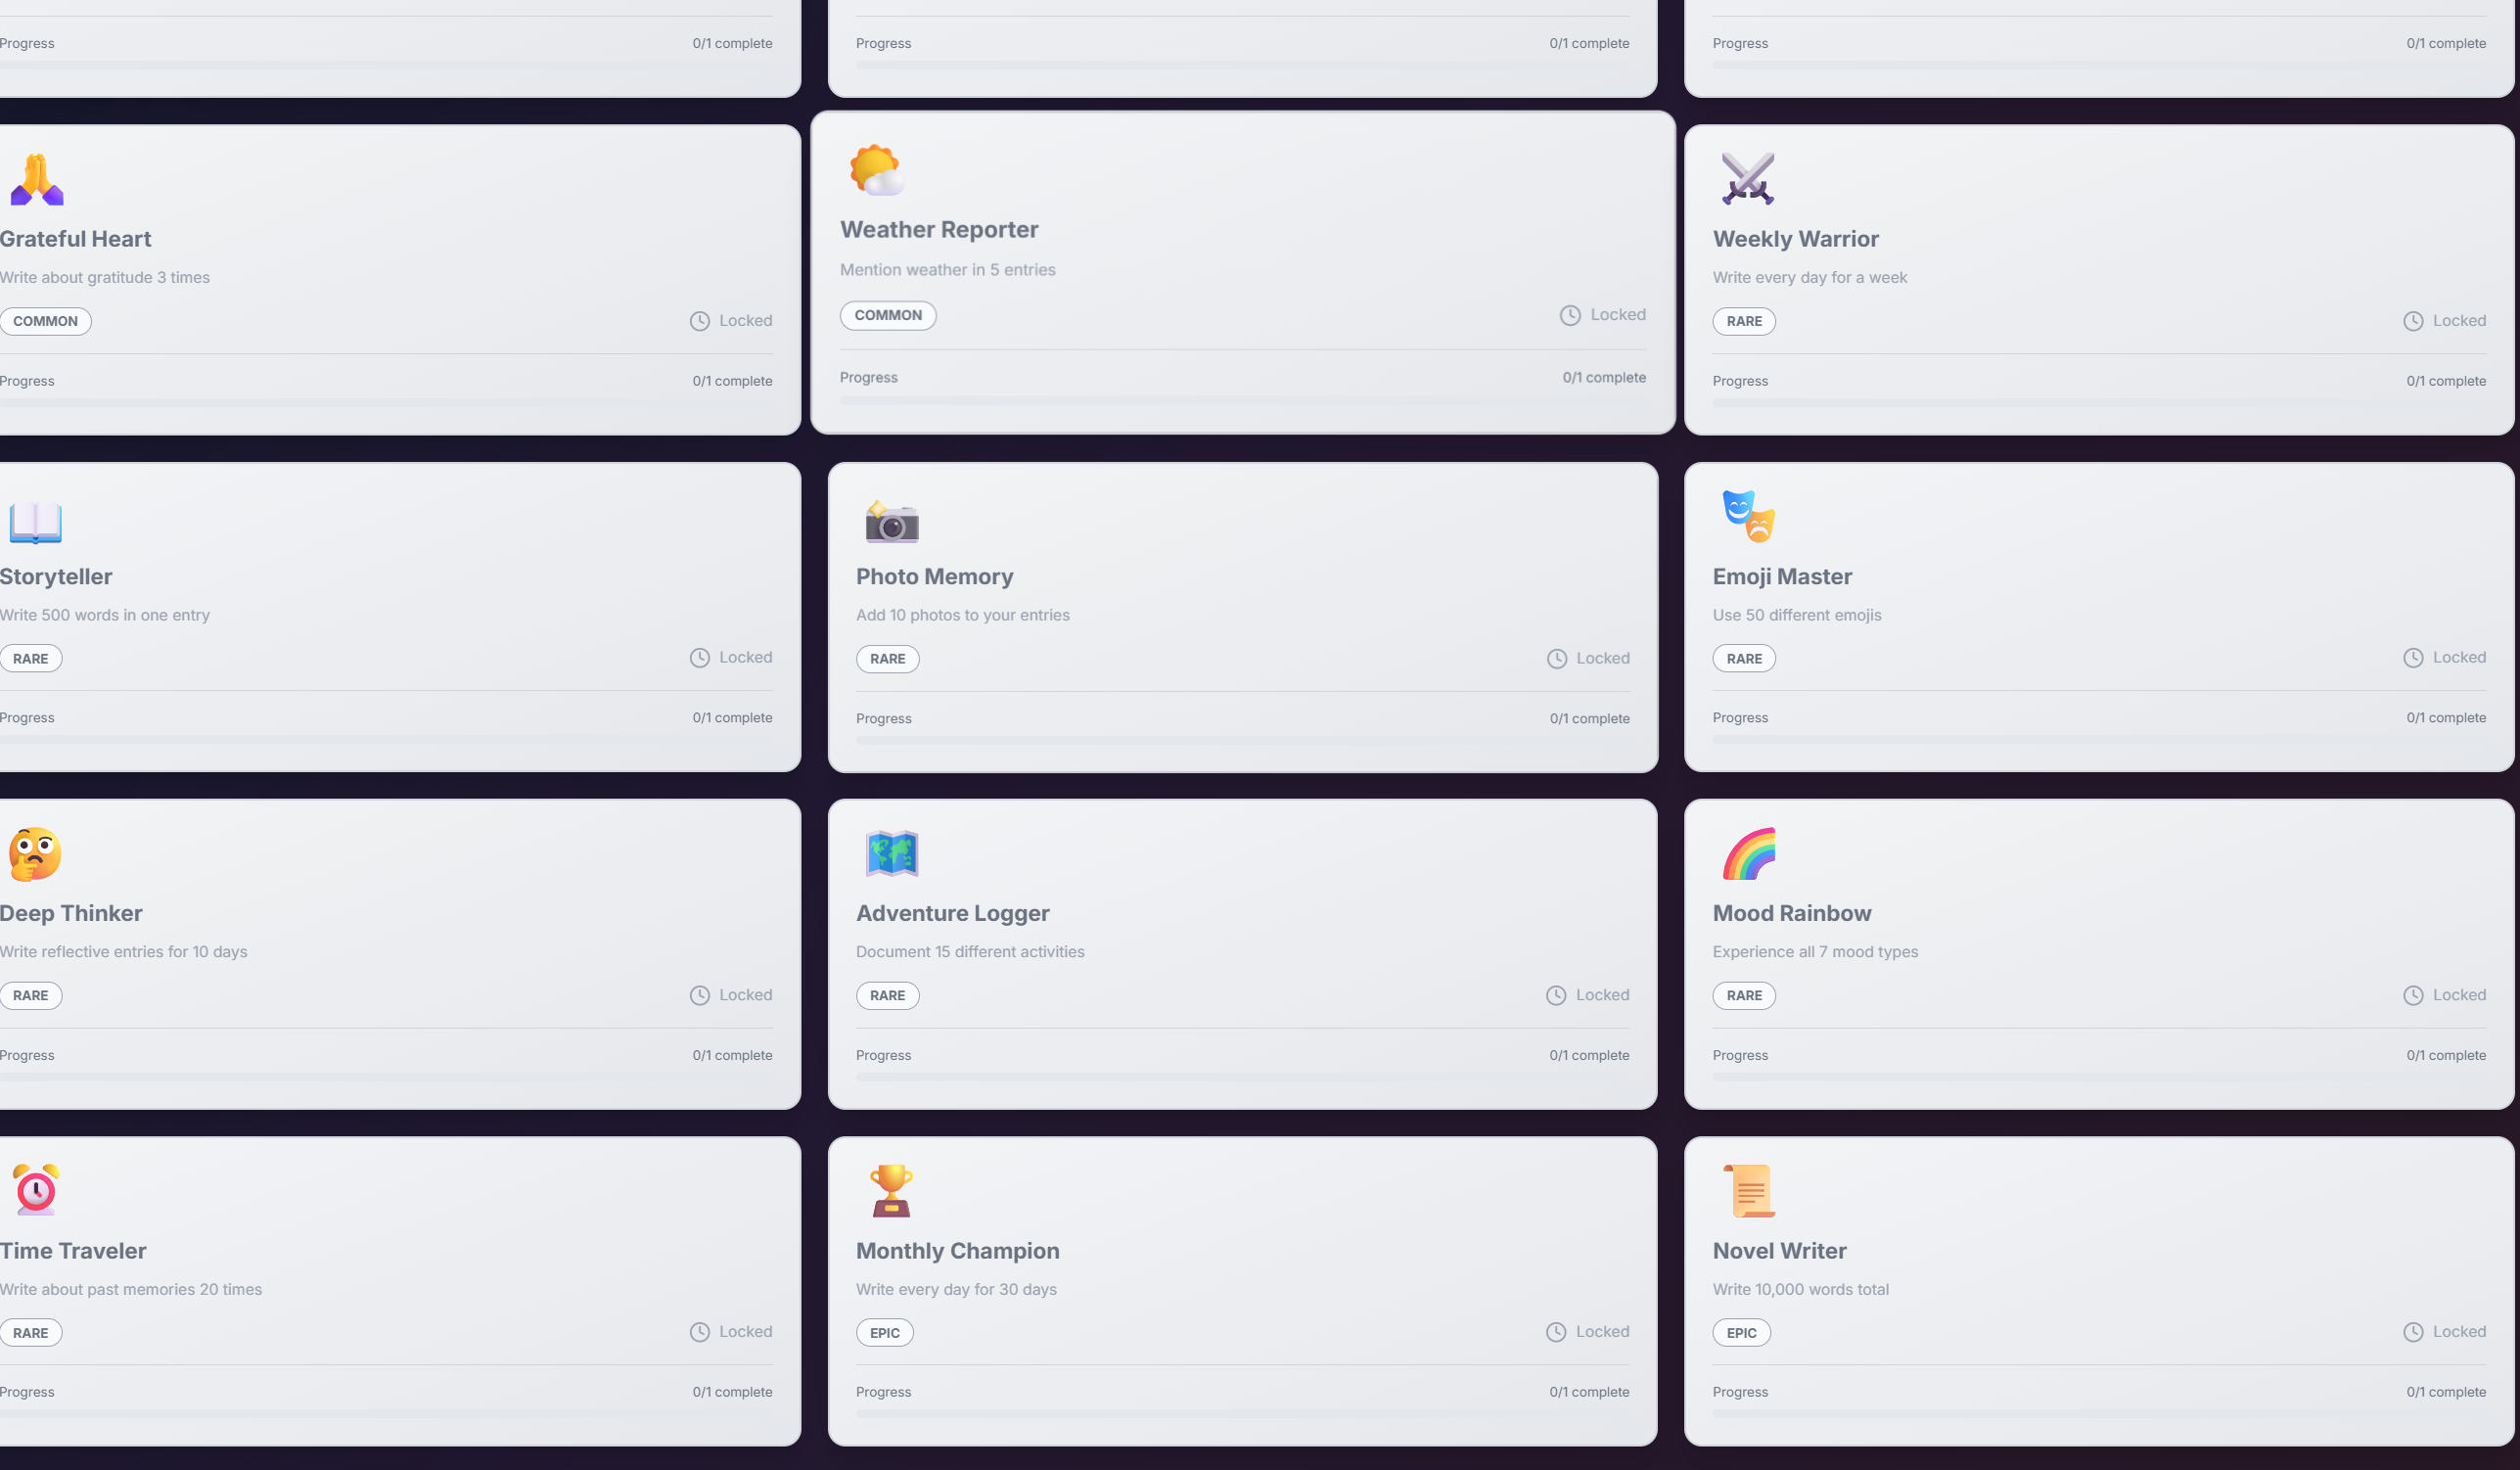 Progress 0/1 complete
Progress 0/1 complete
Progress 0/1 complete
Grateful Heart
Write about gratitude 3 times
COMMON Locked
Progress 0/1 complete
Weather Reporter
Mention weather in 5 entries
COMMON Locked
Progress 0/1 complete
Weekly Warrior
Write every day for a week
RARE Locked
Progress 0/1 complete
Storyteller
Write 500 words in one entry
RARE Locked
Progress 0/1 complete
Photo Memory
Add 10 photos to your entries
RARE Locked
Progress 0/1 complete
Emoji Master
Use 50 different emojis
RARE Locked
Progress 0/1 complete
Deep Thinker
Write reflective entries for 10 days
RARE Locked
Progress 0/1 complete
Adventure Logger
Document 15 different activities
RARE Locked
Progress 0/1 complete
Mood Rainbow
Experience all 7 mood types
RARE Locked
Progress 0/1 complete
Time Traveler
Write about past memories 20 times
RARE Locked
Progress 0/1 complete
Monthly Champion
Write every day for 30 days
EPIC Locked
Progress 0/1 complete
Novel Writer
Write 10,000 words total
EPIC Locked
Progress 0/1 complete